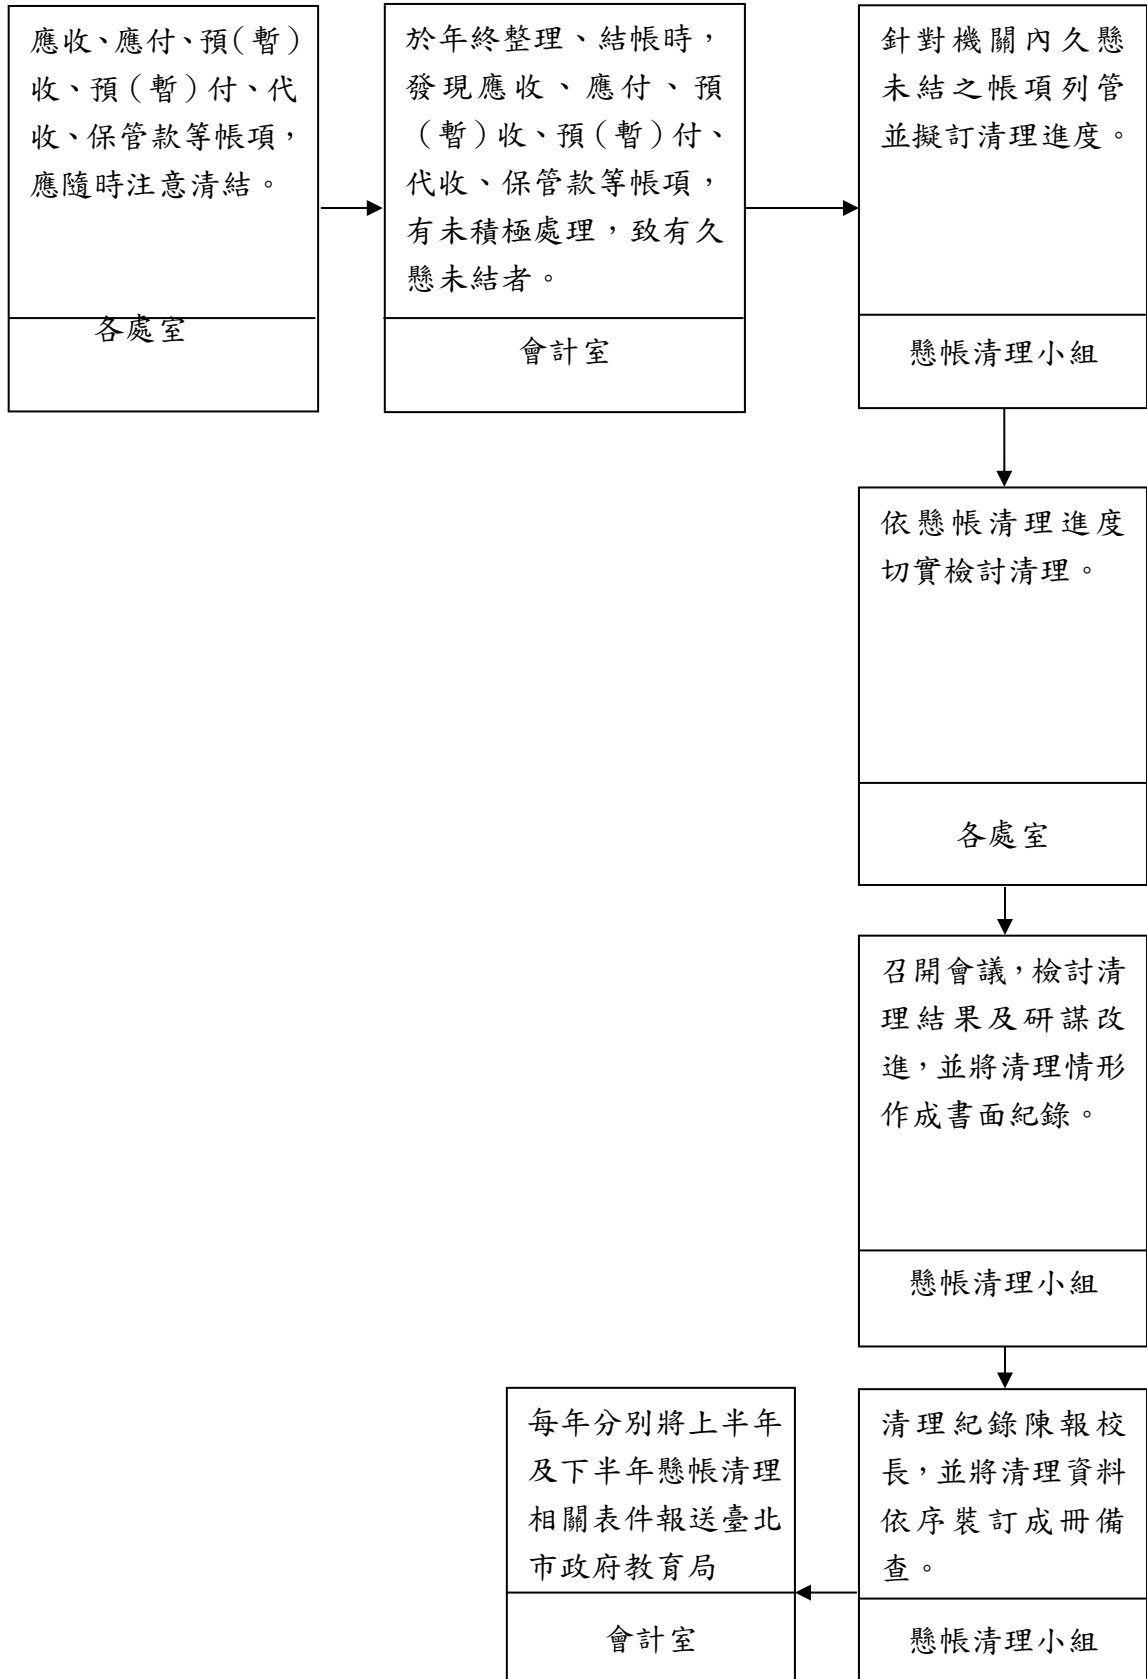 應收、應付、預(暫)
收、預(暫)付、代
收、保管款等帳項,
應隨時注意清結。
各處室
於年終整理、結帳時,
發現應收、應付、預
(暫)收、預(暫)付、
代收、保管款等帳項,
有未積極處理,致有久
懸未結者。
會計室
針對機關內久懸
未結之帳項列管
並擬訂清理進度。
懸帳清理小組
依懸帳清理進度
切實檢討清理。
各處室
召開會議,檢討清
理結果及研謀改
進,並將清理情形
作成書面紀錄。
懸帳清理小組
清理紀錄陳報校
長,並將清理資料
依序裝訂成冊備
查。
懸帳清理小組
每年分別將上半年
及下半年懸帳清理
相關表件報送臺北
市政府教育局
會計室